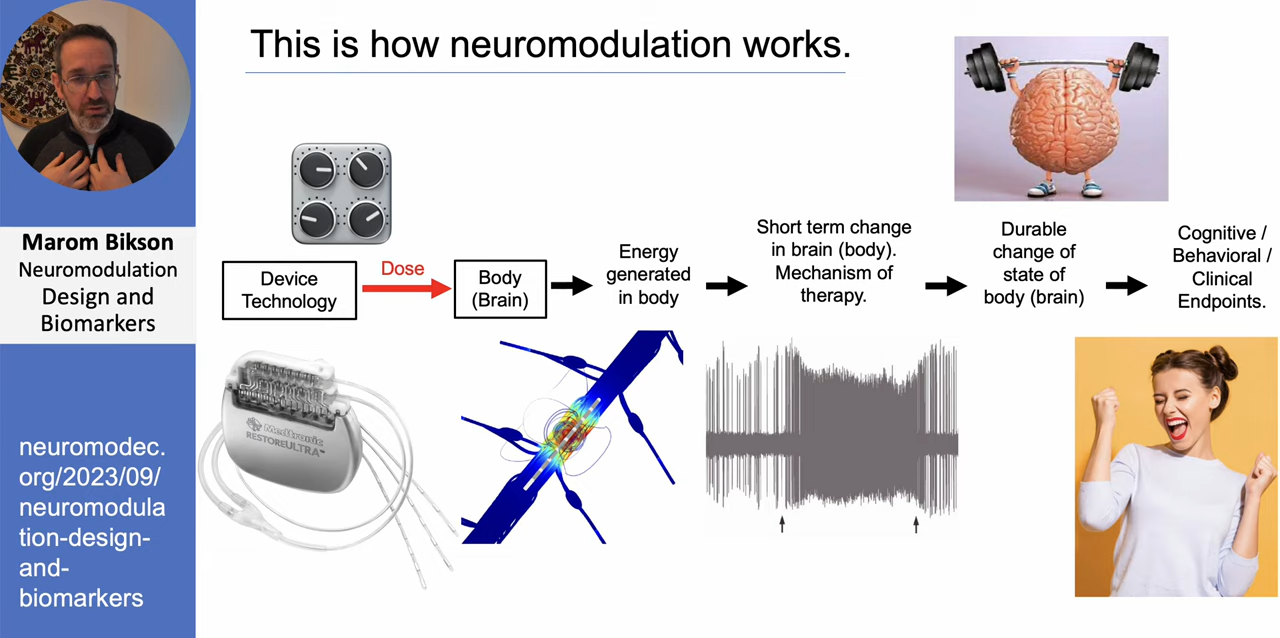 This is how neuromodulation works.
Marom Bikson
Neuromodulation
Design and
Biomarkers
neuromodec.
org/2023/09/
neuromodula
tion-design-
and-
biomarkers
Device
Technology
Dose
Body
(Brain)
Energy
generated
in body
Short term change
in brain (body).
Mechanism of
therapy.
Durable
change of
state of
body (brain)
Cognitive /
Behavioral /
Clinical
Endpoints.
Medtronic
RESTOREULTRA™